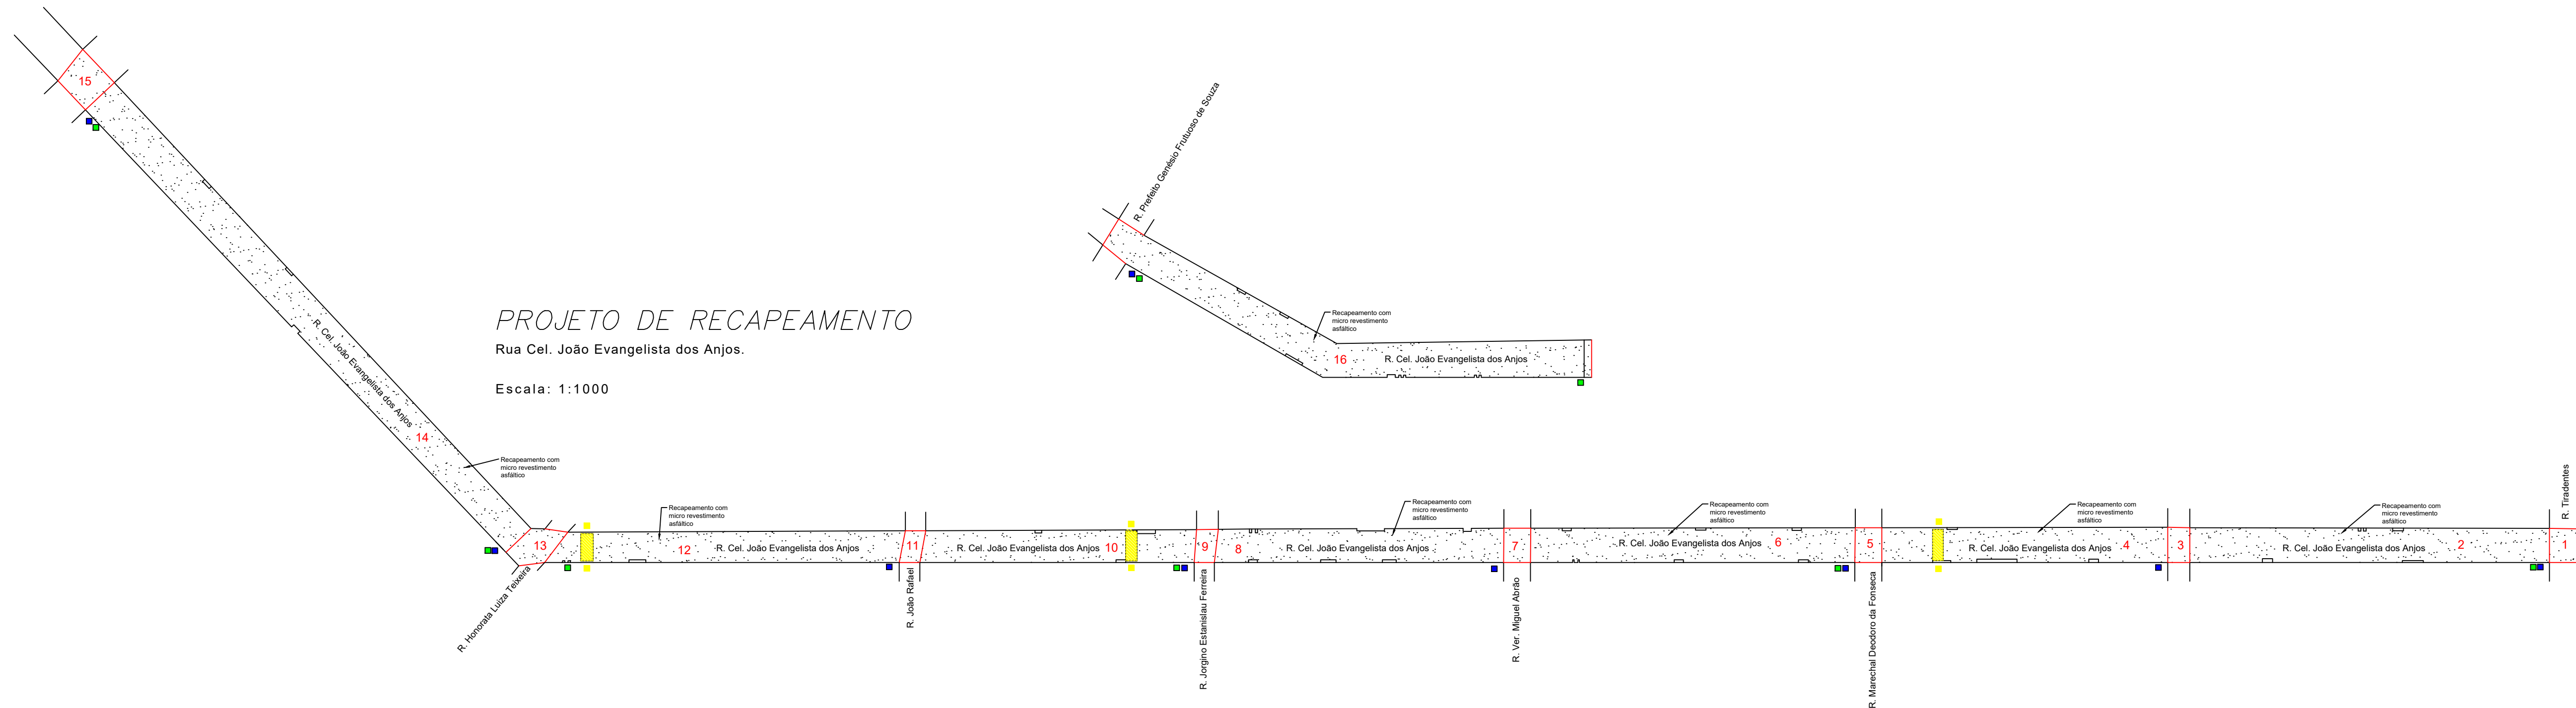 15
R. Prefeito Genésio Frutuoso de Souza
PROJETO DE RECAPEAMENTO
Rua Cel. João Evangelista dos Anjos.
Escala: 1:1000
Recapeamento com
micro revestimento
asfáltico
16
R. Cel. João Evangelista dos Anjos
R. Cel. João Evangelista dos Anjos
14
Recapeamento com
micro revestimento
asfáltico
13
R. Honorata Luiza Teixeira
Recapeamento com
micro revestimento
asfáltico
12
R. Cel. João Evangelista dos Anjos
11
R. João Rafael
R. Cel. João Evangelista dos Anjos
10
9
R. Jorgino Estanislau Ferreira
8
R. Cel. João Evangelista dos Anjos
Recapeamento com
micro revestimento
asfáltico
7
R. Ver. Miguel Abrão
R. Cel. João Evangelista dos Anjos
Recapeamento com
micro revestimento
asfáltico
6
5
R. Marechal Deodoro da Fonseca
R. Cel. João Evangelista dos Anjos
Recapeamento com
micro revestimento
asfáltico
4
3
R. Cel. João Evangelista dos Anjos
Recapeamento com
micro revestimento
asfáltico
2
1
R. Tiradentes